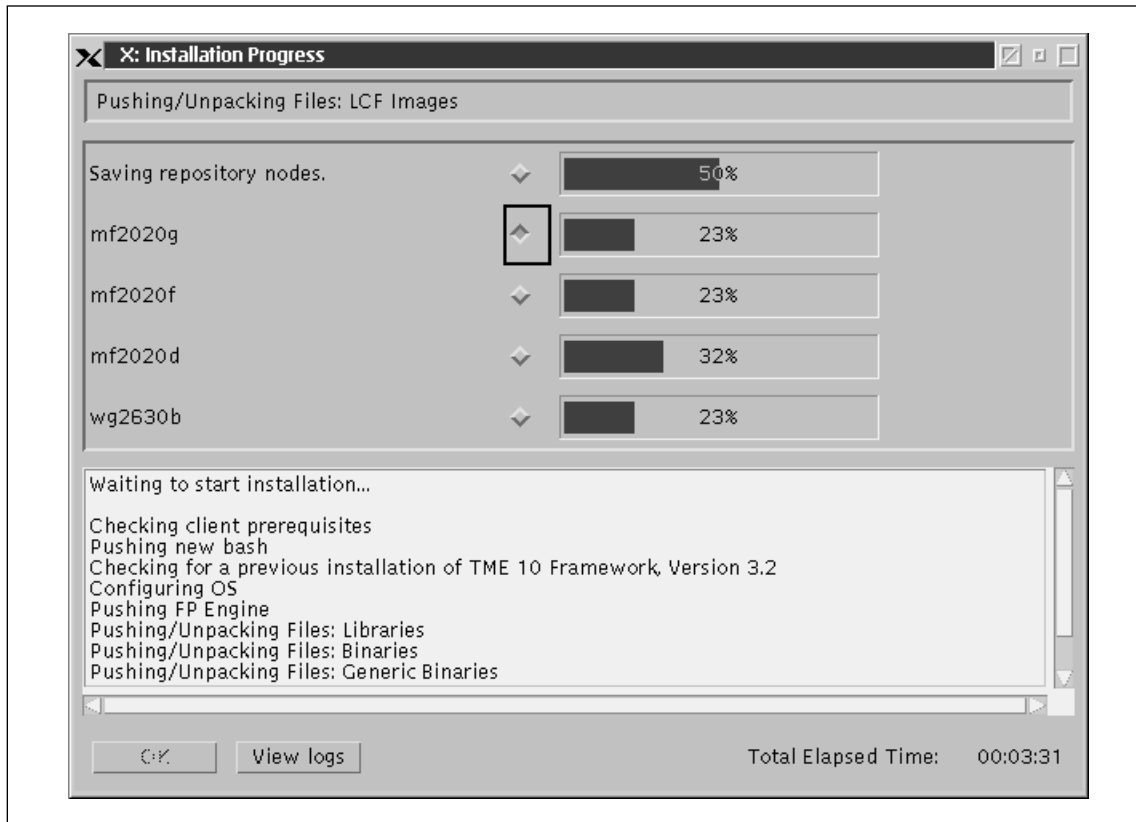 X: Installation Progress
Pushing/Unpacking Files: LCF Images
Saving repository nodes. 50%
mf2020g 23%
mf2020f 23%
mf2020d 32%
wg2630b 23%
Waiting to start installation...
Checking client prerequisites
Pushing new bash
Checking for a previous installation of TME 10 Framework, Version 3.2
Configuring OS
Pushing FP Engine
Pushing/Unpacking Files: Libraries
Pushing/Unpacking Files: Binaries
Pushing/Unpacking Files: Generic Binaries
OK View logs Total Elapsed Time: 00:03:31